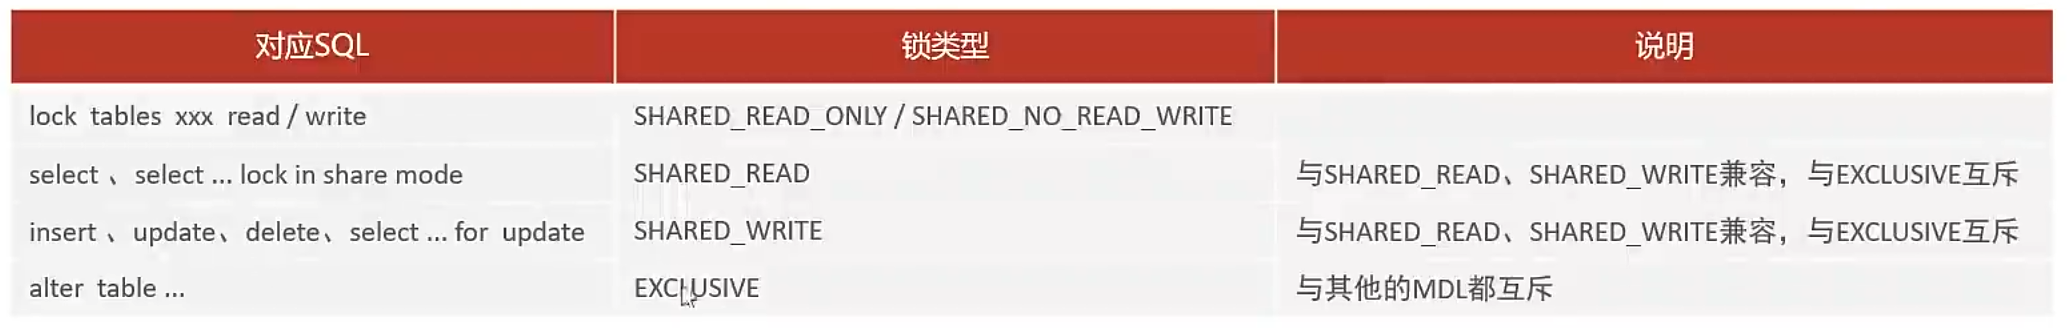 对应SQL 锁类型 说明
lock tables xxx read / write SHARED_READ_ONLY / SHARED_NO_READ_WRITE
select 、select ... lock in share mode SHARED_READ 与SHARED_READ、SHARED_WRITE兼容，与EXCLUSIVE互斥
insert 、update、delete、select ... for update SHARED_WRITE 与SHARED_READ、SHARED_WRITE兼容，与EXCLUSIVE互斥
alter table ... EXCLUSIVE 与其他的MDL都互斥